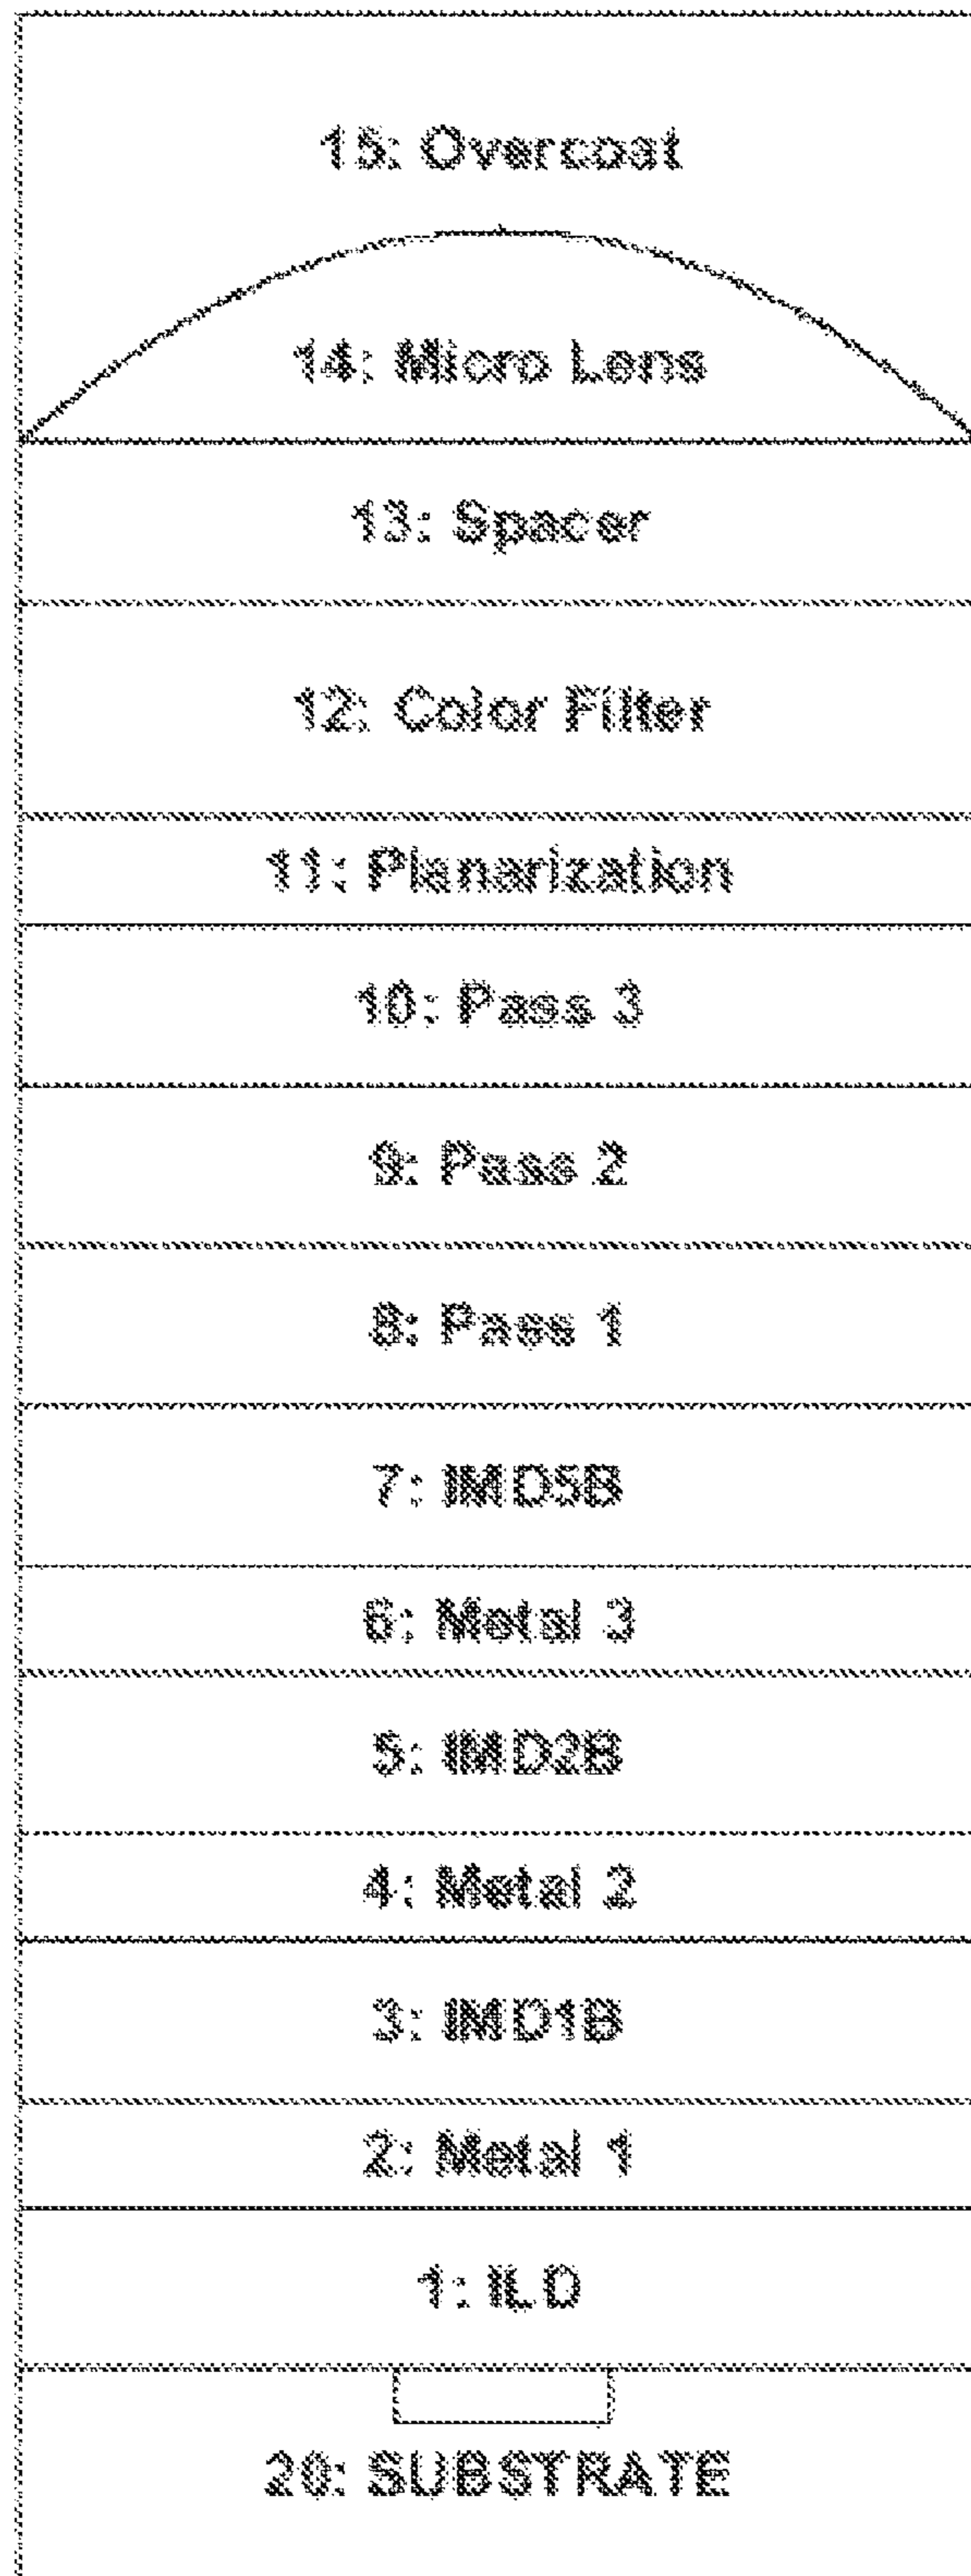 15: Overcoat
14: Micro Lens
13: Spacer
12: Color Filter
11: Planarization
10: Pass 3
9: Pass 2
8: Pass 1
7: IMD5B
6: Metal 3
5: IMD2B
4: Metal 2
3: IMD1B
2: Metal 1
1: ILD
20: SUBSTRATE